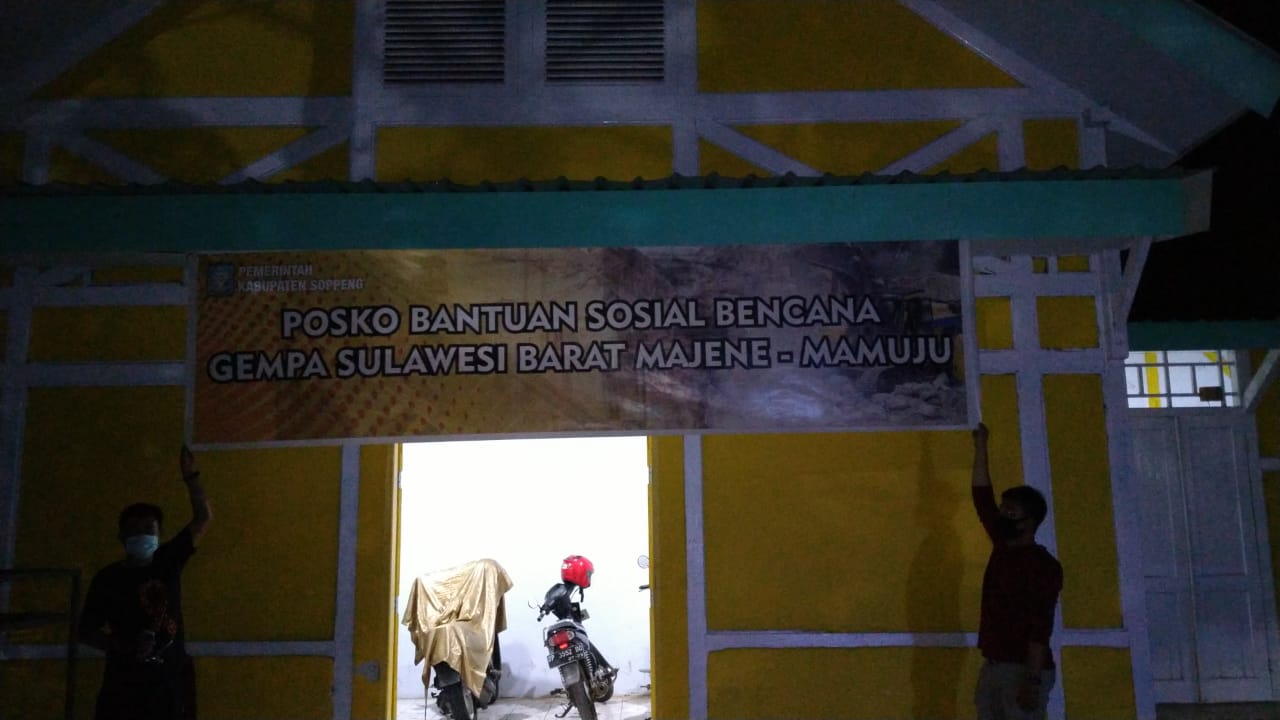 PEMERINTAH
KABUPATEN SOPPENG
POSKO BANTUAN SOSIAL BENCANA
GEMPA SULAWESI BARAT MAJENE - MAMUJU